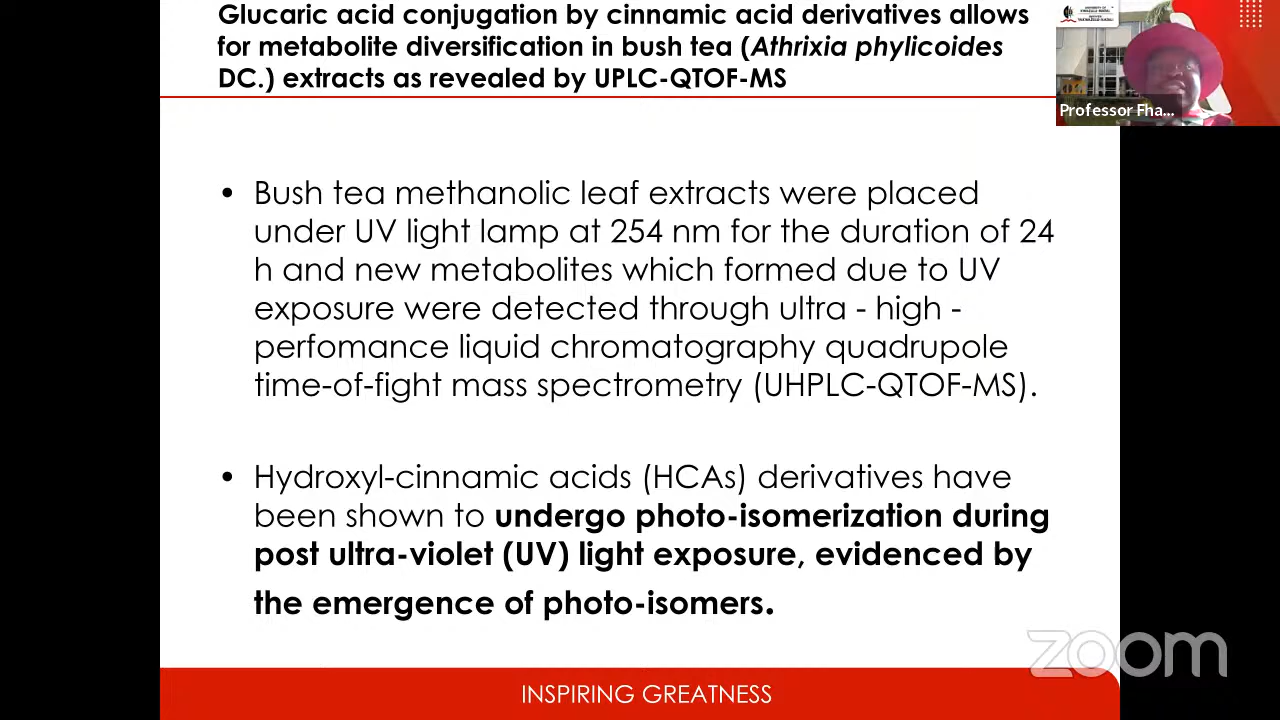 Glucaric acid conjugation by cinnamic acid derivatives allows
for metabolite diversification in bush tea (Athrixia phylicoides
DC.) extracts as revealed by UPLC-QTOF-MS
Professor Fha...
• Bush tea methanolic leaf extracts were placed
under UV light lamp at 254 nm for the duration of 24
h and new metabolites which formed due to UV
exposure were detected through ultra - high -
perfomance liquid chromatography quadrupole
time-of-fight mass spectrometry (UHPLC-QTOF-MS).
• Hydroxyl-cinnamic acids (HCAs) derivatives have
been shown to undergo photo-isomerization during
post ultra-violet (UV) light exposure, evidenced by
the emergence of photo-isomers.
zoom
INSPIRING GREATNESS